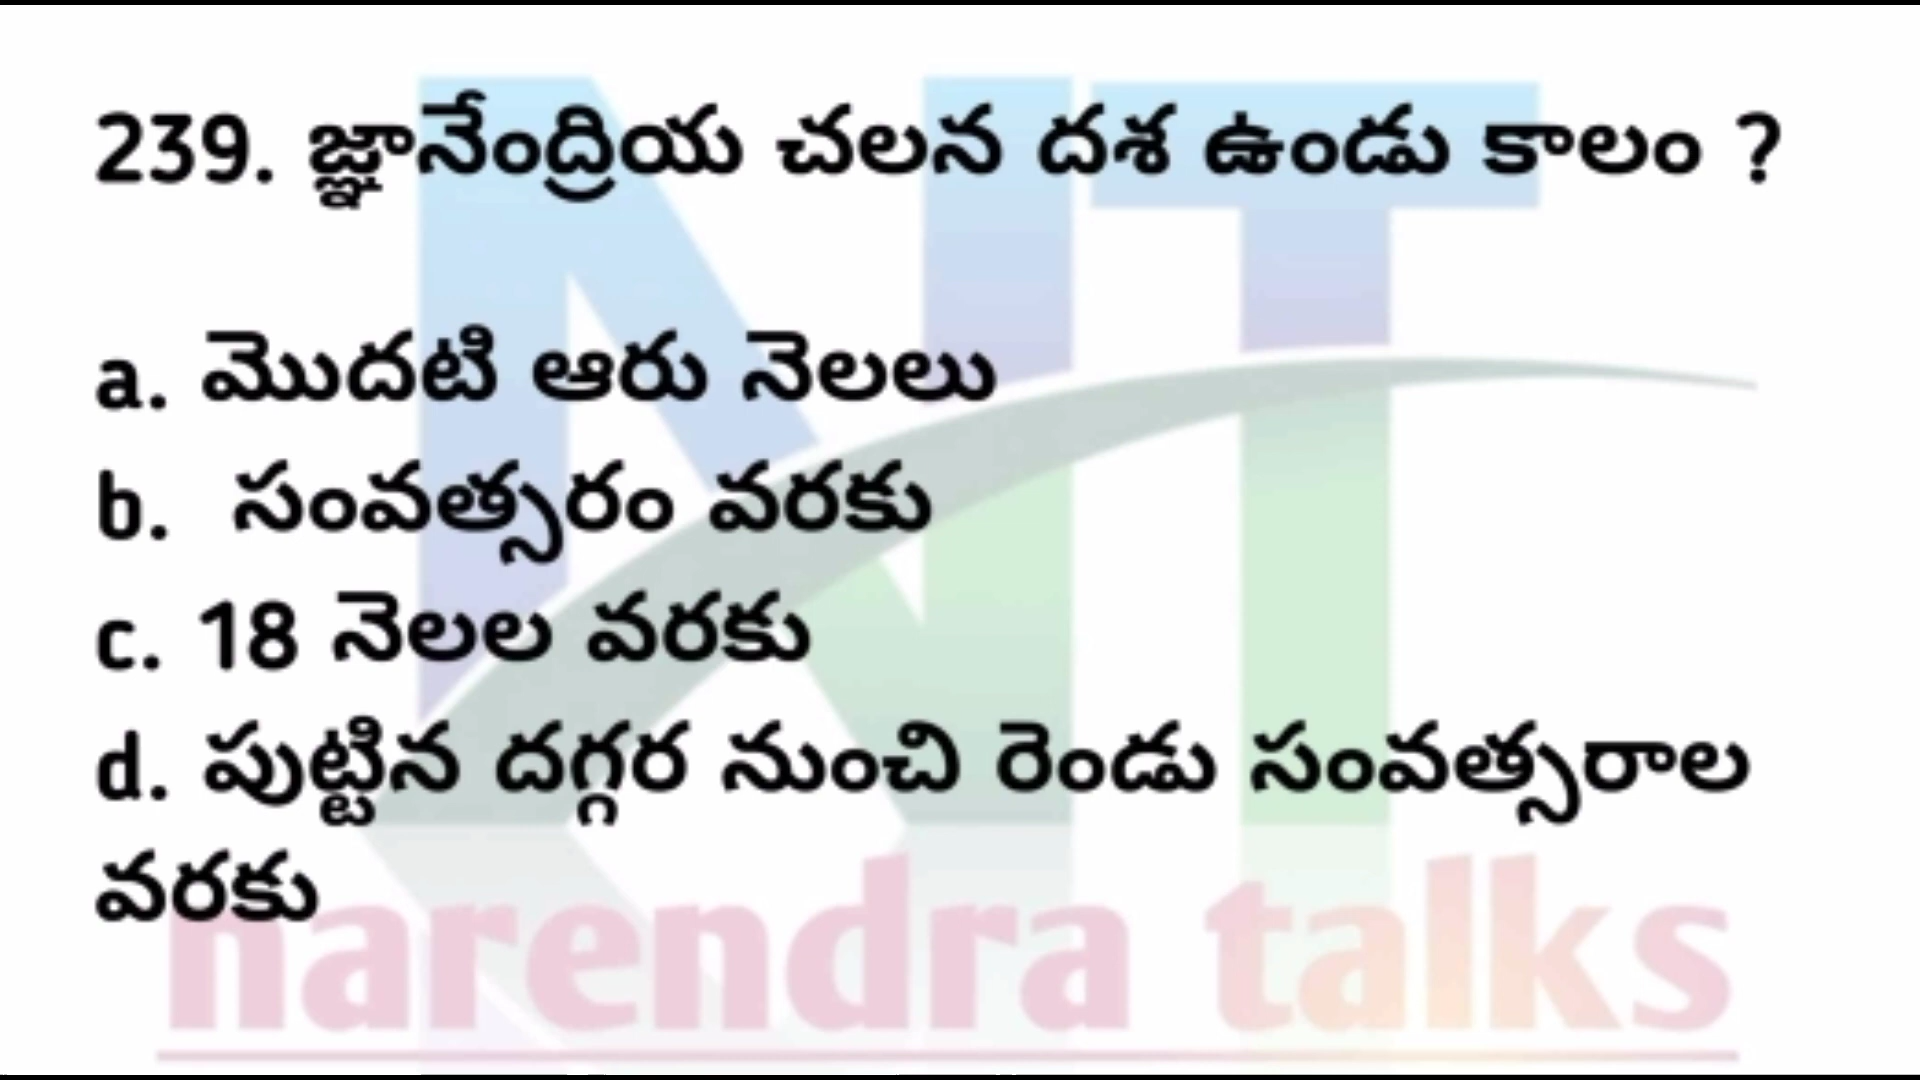 239. జ్ఞానేంద్రియ చలన దశ ఉండు కాలం ?
a. మొదటి ఆరు నెలలు
b. సంవత్సరం వరకు
c. 18 నెలల వరకు
d. పుట్టిన దగ్గర నుంచి రెండు సంవత్సరాల
వరకు
NT
narendra talks